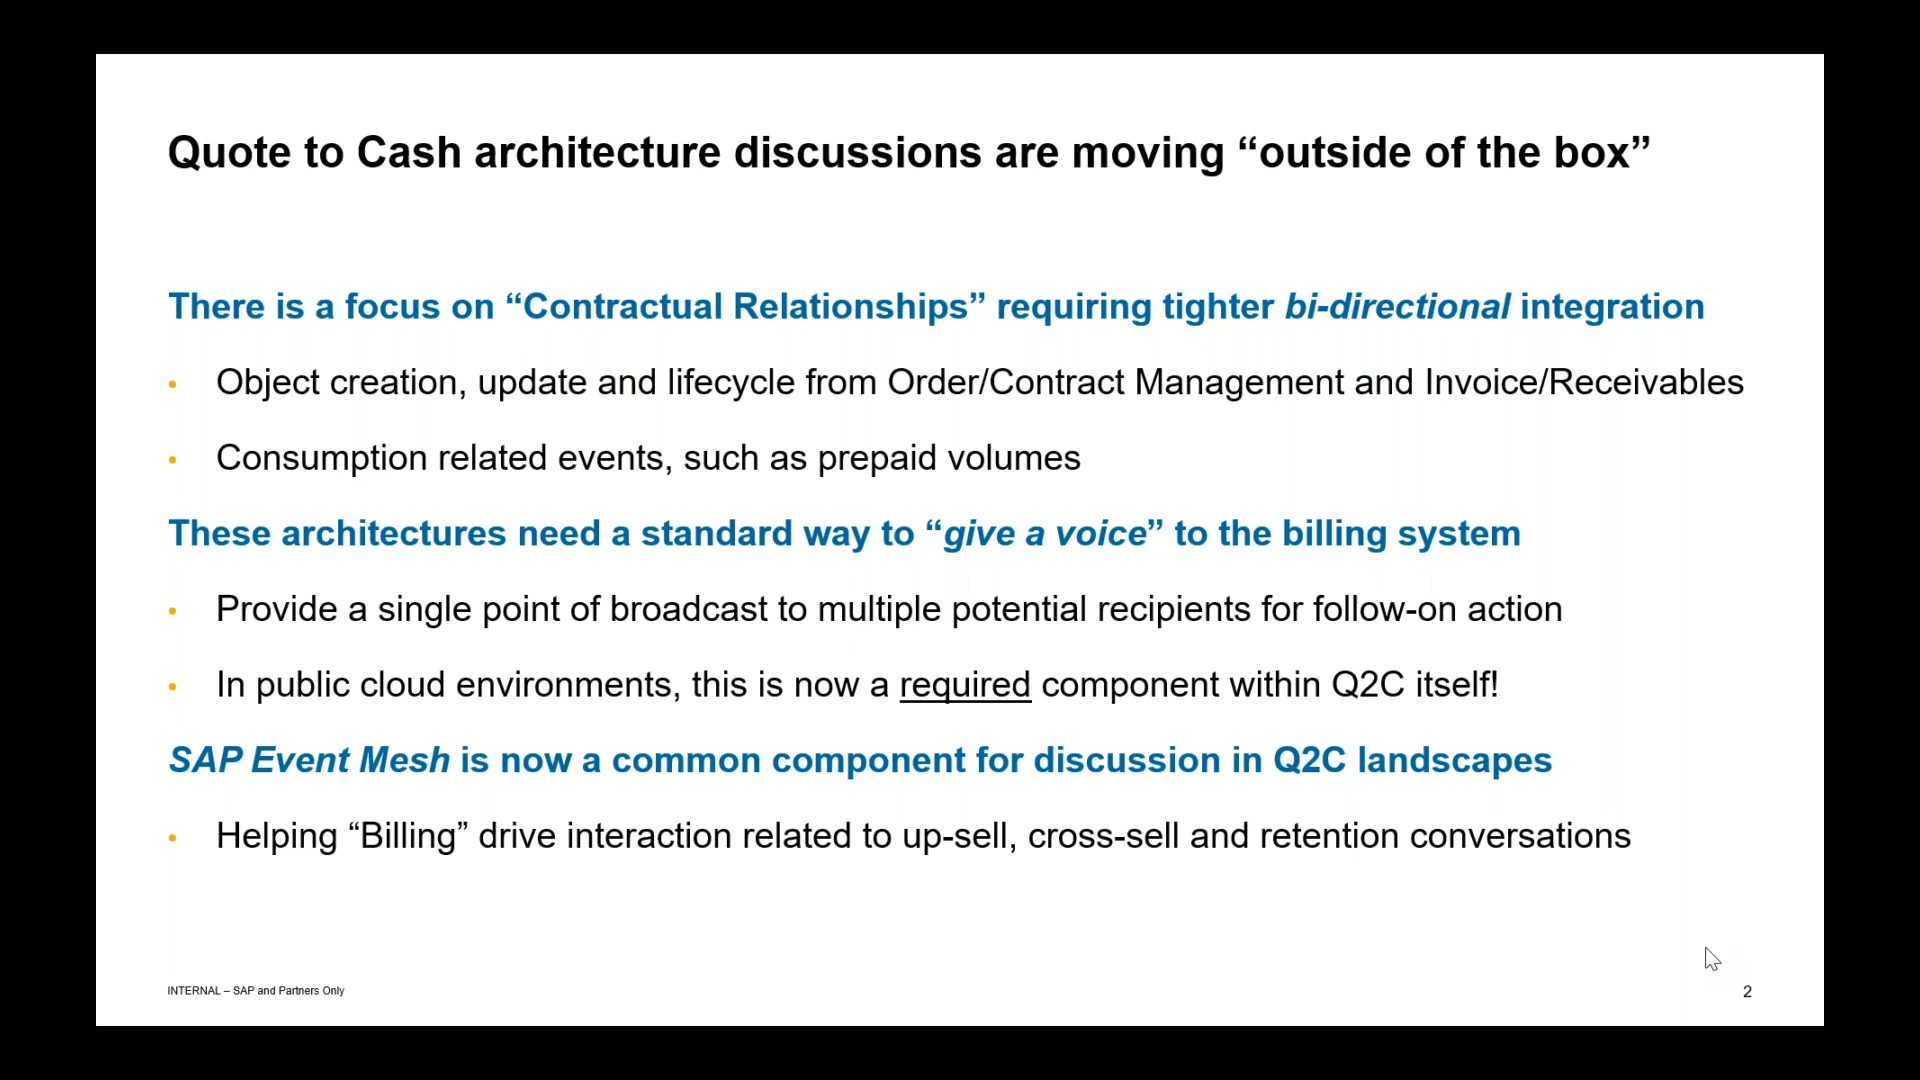 Quote to Cash architecture discussions are moving “outside of the box”
There is a focus on “Contractual Relationships” requiring tighter bi-directional integration
• Object creation, update and lifecycle from Order/Contract Management and Invoice/Receivables
• Consumption related events, such as prepaid volumes
These architectures need a standard way to “give a voice” to the billing system
• Provide a single point of broadcast to multiple potential recipients for follow-on action
• In public cloud environments, this is now a required component within Q2C itself!
SAP Event Mesh is now a common component for discussion in Q2C landscapes
• Helping “Billing” drive interaction related to up-sell, cross-sell and retention conversations
INTERNAL – SAP and Partners Only
2